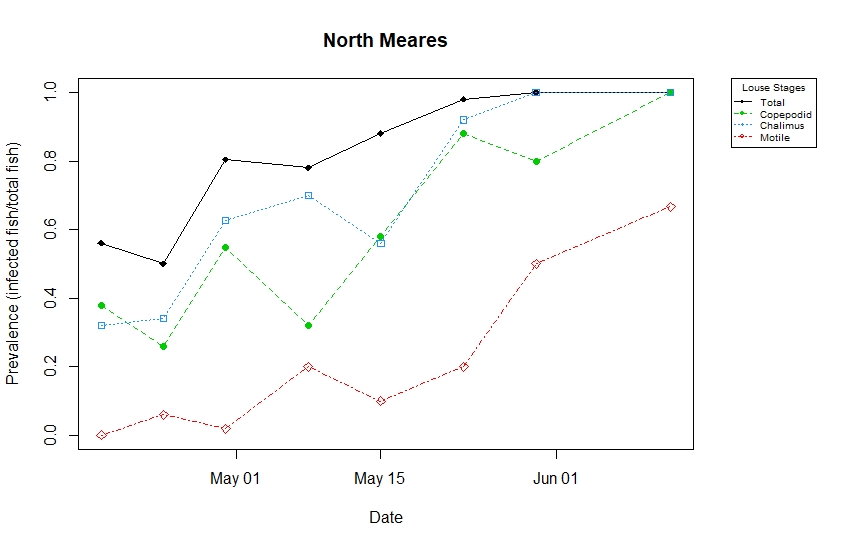 North Meares
Louse Stages
Total
Copepodid
Chalimus
Motile
Prevalence (infected fish/total fish)
1.0
0.8
0.6
0.4
0.2
0.0
May 01 May 15 Jun 01
Date